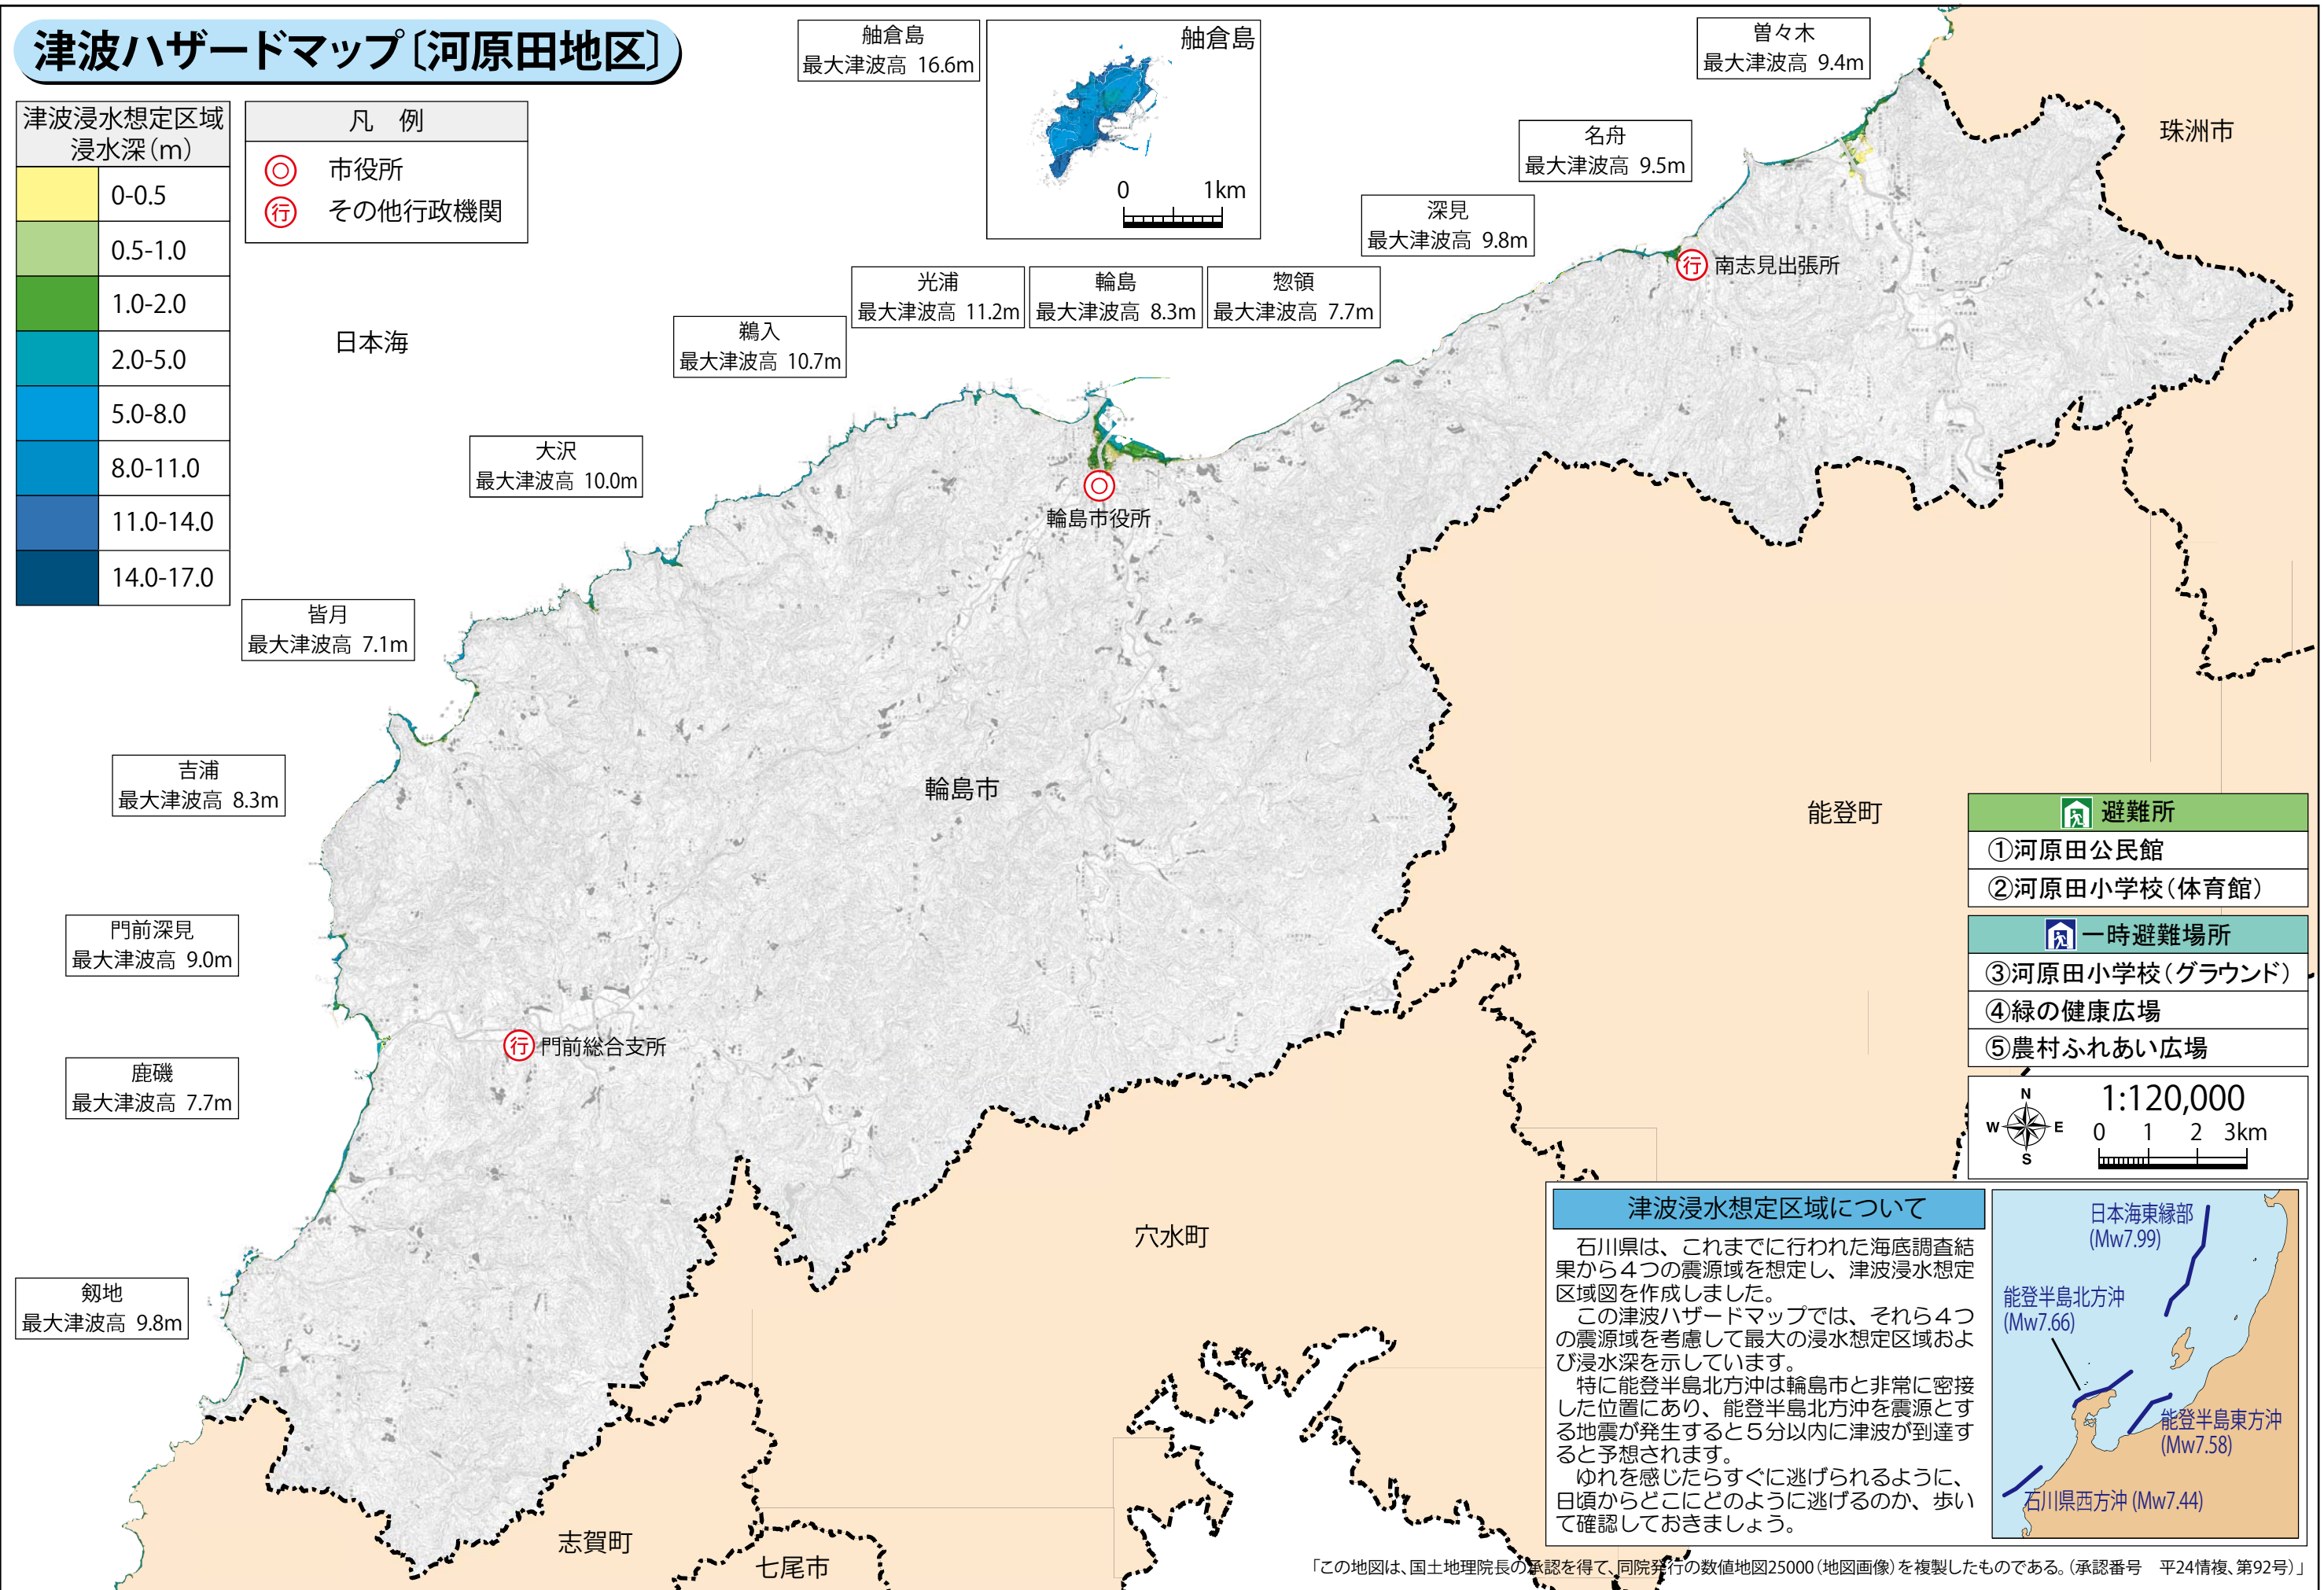 津波ハザードマップ〔河原田地区〕
津波浸水想定区域
浸水深(m)
0-0.5
0.5-1.0
1.0-2.0
2.0-5.0
5.0-8.0
8.0-11.0
11.0-14.0
14.0-17.0
凡　例
◎ 市役所
行 その他行政機関
舳倉島
最大津波高 16.6m
舳倉島
0 1km
曽々木
最大津波高 9.4m
名舟
最大津波高 9.5m
深見
最大津波高 9.8m
光浦
最大津波高 11.2m
輪島
最大津波高 8.3m
惣領
最大津波高 7.7m
鵜入
最大津波高 10.7m
大沢
最大津波高 10.0m
皆月
最大津波高 7.1m
吉浦
最大津波高 8.3m
門前深見
最大津波高 9.0m
鹿磯
最大津波高 7.7m
剱地
最大津波高 9.8m
日本海
珠洲市
行 南志見出張所
輪島市役所
輪島市
能登町
行 門前総合支所
穴水町
志賀町
七尾市
避難所
①河原田公民館
②河原田小学校(体育館)
一時避難場所
③河原田小学校(グラウンド)
④緑の健康広場
⑤農村ふれあい広場
N
W E
S
1:120,000
0 1 2 3km
津波浸水想定区域について
　石川県は、これまでに行われた海底調査結
果から４つの震源域を想定し、津波浸水想定
区域図を作成しました。
　この津波ハザードマップでは、それら４つ
の震源域を考慮して最大の浸水想定区域およ
び浸水深を示しています。
　特に能登半島北方沖は輪島市と非常に密接
した位置にあり、能登半島北方沖を震源とす
る地震が発生すると５分以内に津波が到達す
ると予想されます。
　ゆれを感じたらすぐに逃げられるように、
日頃からどこにどのように逃げるのか、歩い
て確認しておきましょう。
日本海東縁部
(Mw7.99)
能登半島北方沖
(Mw7.66)
能登半島東方沖
(Mw7.58)
石川県西方沖 (Mw7.44)
「この地図は、国土地理院長の承認を得て、同院発行の数値地図25000(地図画像)を複製したものである。(承認番号　平24情複、第92号)」